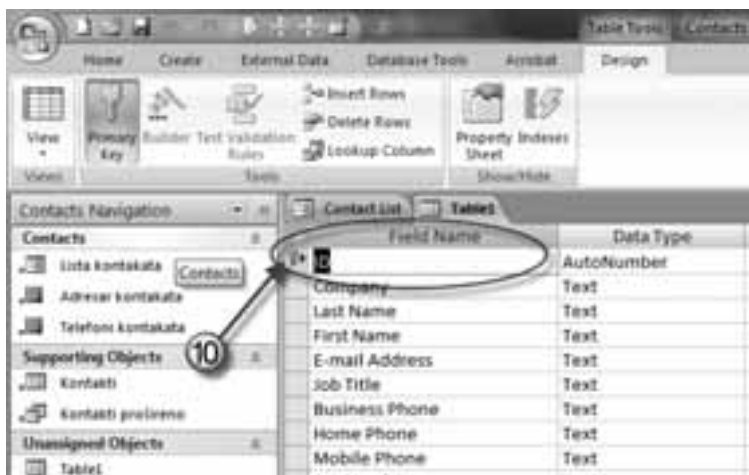 Table Tools Contacts
Home Create External Data Database Tools Acrobat Design
View
Primary Key
Builder
Test Validation Rules
Insert Rows
Delete Rows
Lookup Column
Property Sheet
Indexes
Views
Tools
Show/Hide
Contacts Navigation
Contact List Table1
Contacts
Lista kontakata
Contacts
Adresar kontakata
Telefoni kontakata
Supporting Objects
Kontakti
Kontakti prošireno
Unassigned Objects
Table1
Field Name Data Type
ID AutoNumber
Company Text
Last Name Text
First Name Text
E-mail Address Text
Job Title Text
Business Phone Text
Home Phone Text
Mobile Phone Text
10